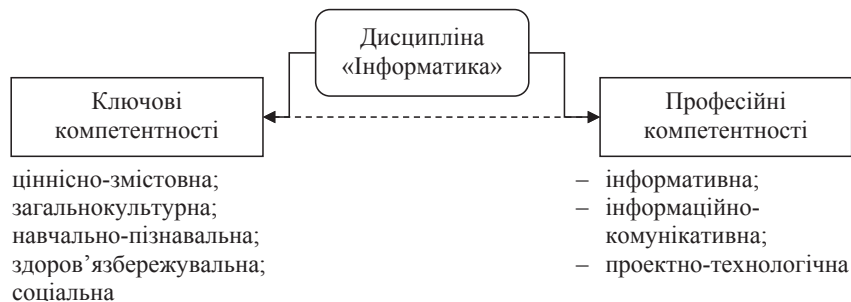 Дисципліна
«Інформатика»
Ключові
компетентності
Професійні
компетентності
ціннісно-змістовна;
загальнокультурна;
навчально-пізнавальна;
здоров’язбережувальна;
соціальна
– інформативна;
– інформаційно-
комунікативна;
– проектно-технологічна